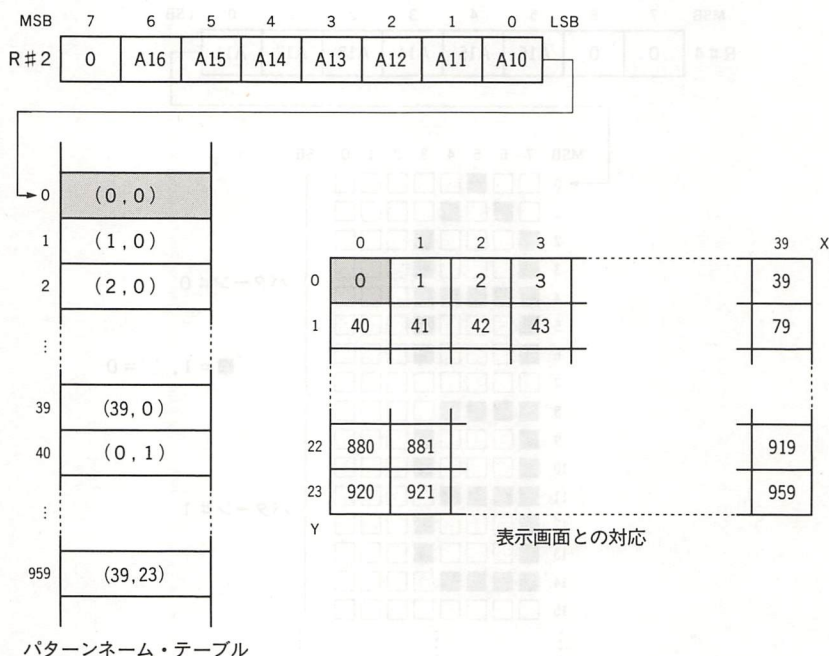 MSB 7 6 5 4 3 2 1 0 LSB
R#2 0 A16 A15 A14 A13 A12 A11 A10
0 (0,0)
1 (1,0)
2 (2,0)
⋮
39 (39,0)
40 (0,1)
⋮
959 (39,23)
パターンネーム・テーブル
0 1 2 3 39 X
0 0 1 2 3 39
1 40 41 42 43 79
22 880 881 919
23 920 921 959
Y
表示画面との対応